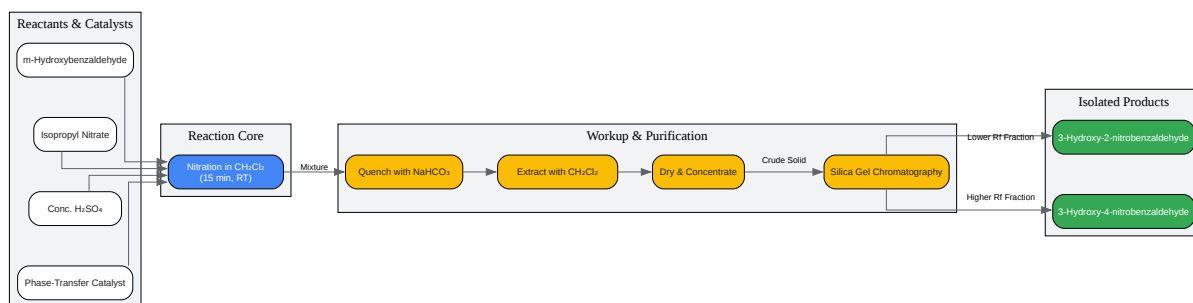 Reactants & Catalysts
m-Hydroxybenzaldehyde
Isopropyl Nitrate
Conc. H₂SO₄
Phase-Transfer Catalyst
Reaction Core
Nitration in CH₂Cl₂
(15 min, RT)
Mixture
Workup & Purification
Quench with NaHCO₃
Extract with CH₂Cl₂
Dry & Concentrate
Crude Solid
Silica Gel Chromatography
Lower Rf Fraction
Higher Rf Fraction
Isolated Products
3-Hydroxy-2-nitrobenzaldehyde
3-Hydroxy-4-nitrobenzaldehyde